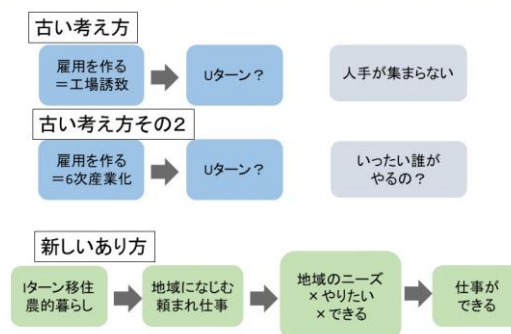 古い考え方
雇用を作る
＝工場誘致
Uターン？
人手が集まらない
古い考え方その2
雇用を作る
＝6次産業化
Uターン？
いったい誰が
やるの？
新しいあり方
Iターン移住
農的暮らし
地域になじむ
頼まれ仕事
地域のニーズ
×やりたい
×できる
仕事が
できる